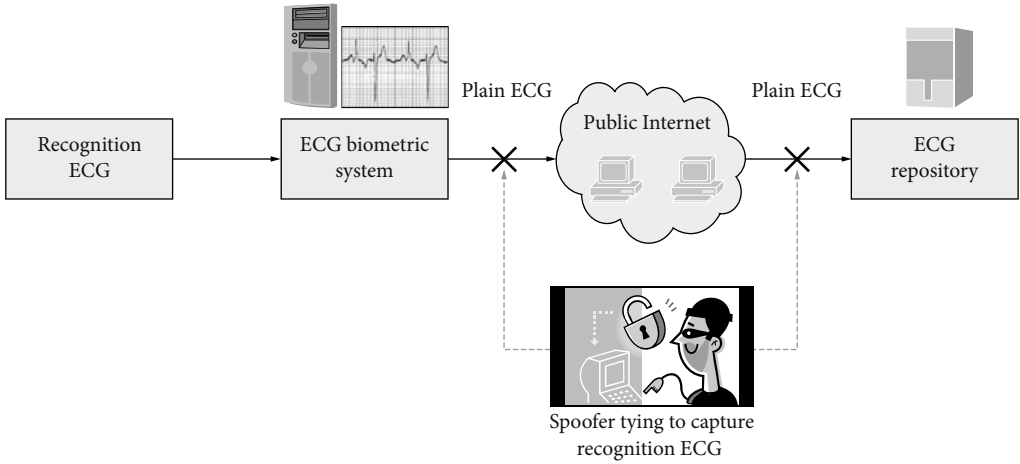 Plain ECG
Plain ECG
Recognition
ECG
ECG biometric
system
Public Internet
ECG
repository
Spoofer tying to capture
recognition ECG